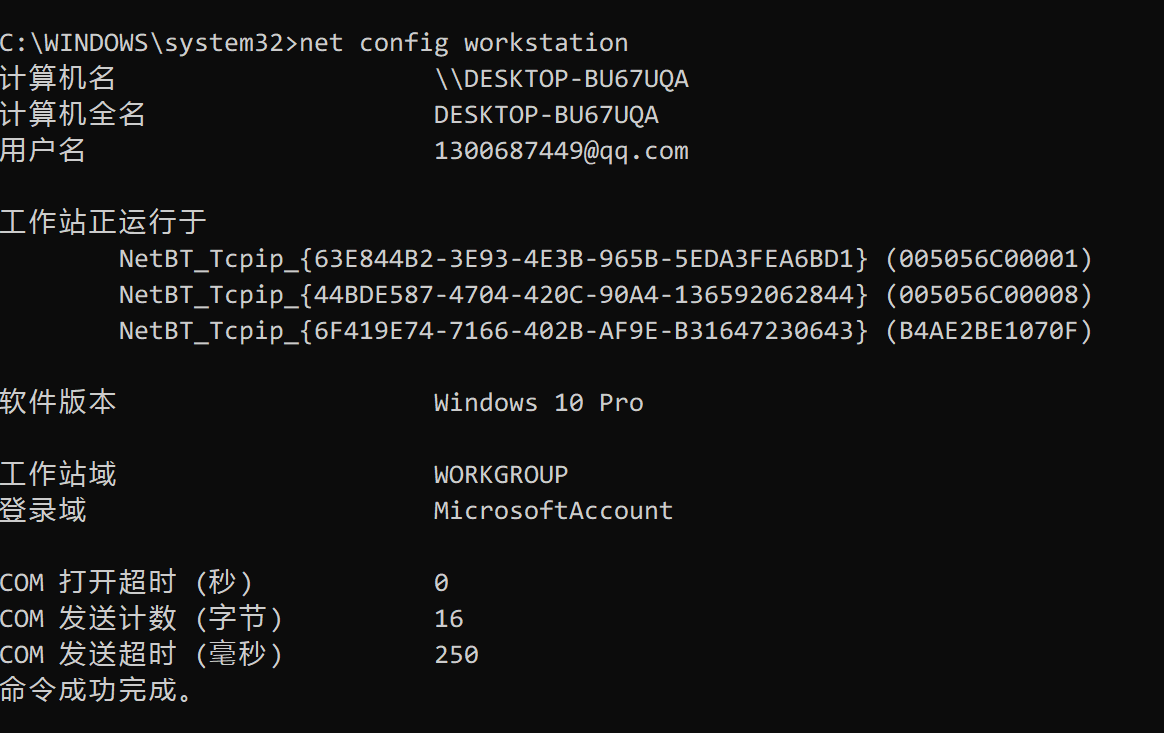 C:\WINDOWS\system32>net config workstation
计算机名 \\DESKTOP-BU67UQA
计算机全名 DESKTOP-BU67UQA
用户名 1300687449@qq.com
工作站正运行于
NetBT_Tcpip_{63E844B2-3E93-4E3B-965B-5EDA3FEA6BD1} (005056C00001)
NetBT_Tcpip_{44BDE587-4704-420C-90A4-136592062844} (005056C00008)
NetBT_Tcpip_{6F419E74-7166-402B-AF9E-B31647230643} (B4AE2BE1070F)
软件版本 Windows 10 Pro
工作站域 WORKGROUP
登录域 MicrosoftAccount
COM 打开超时 (秒) 0
COM 发送计数 (字节) 16
COM 发送超时 (毫秒) 250
命令成功完成。